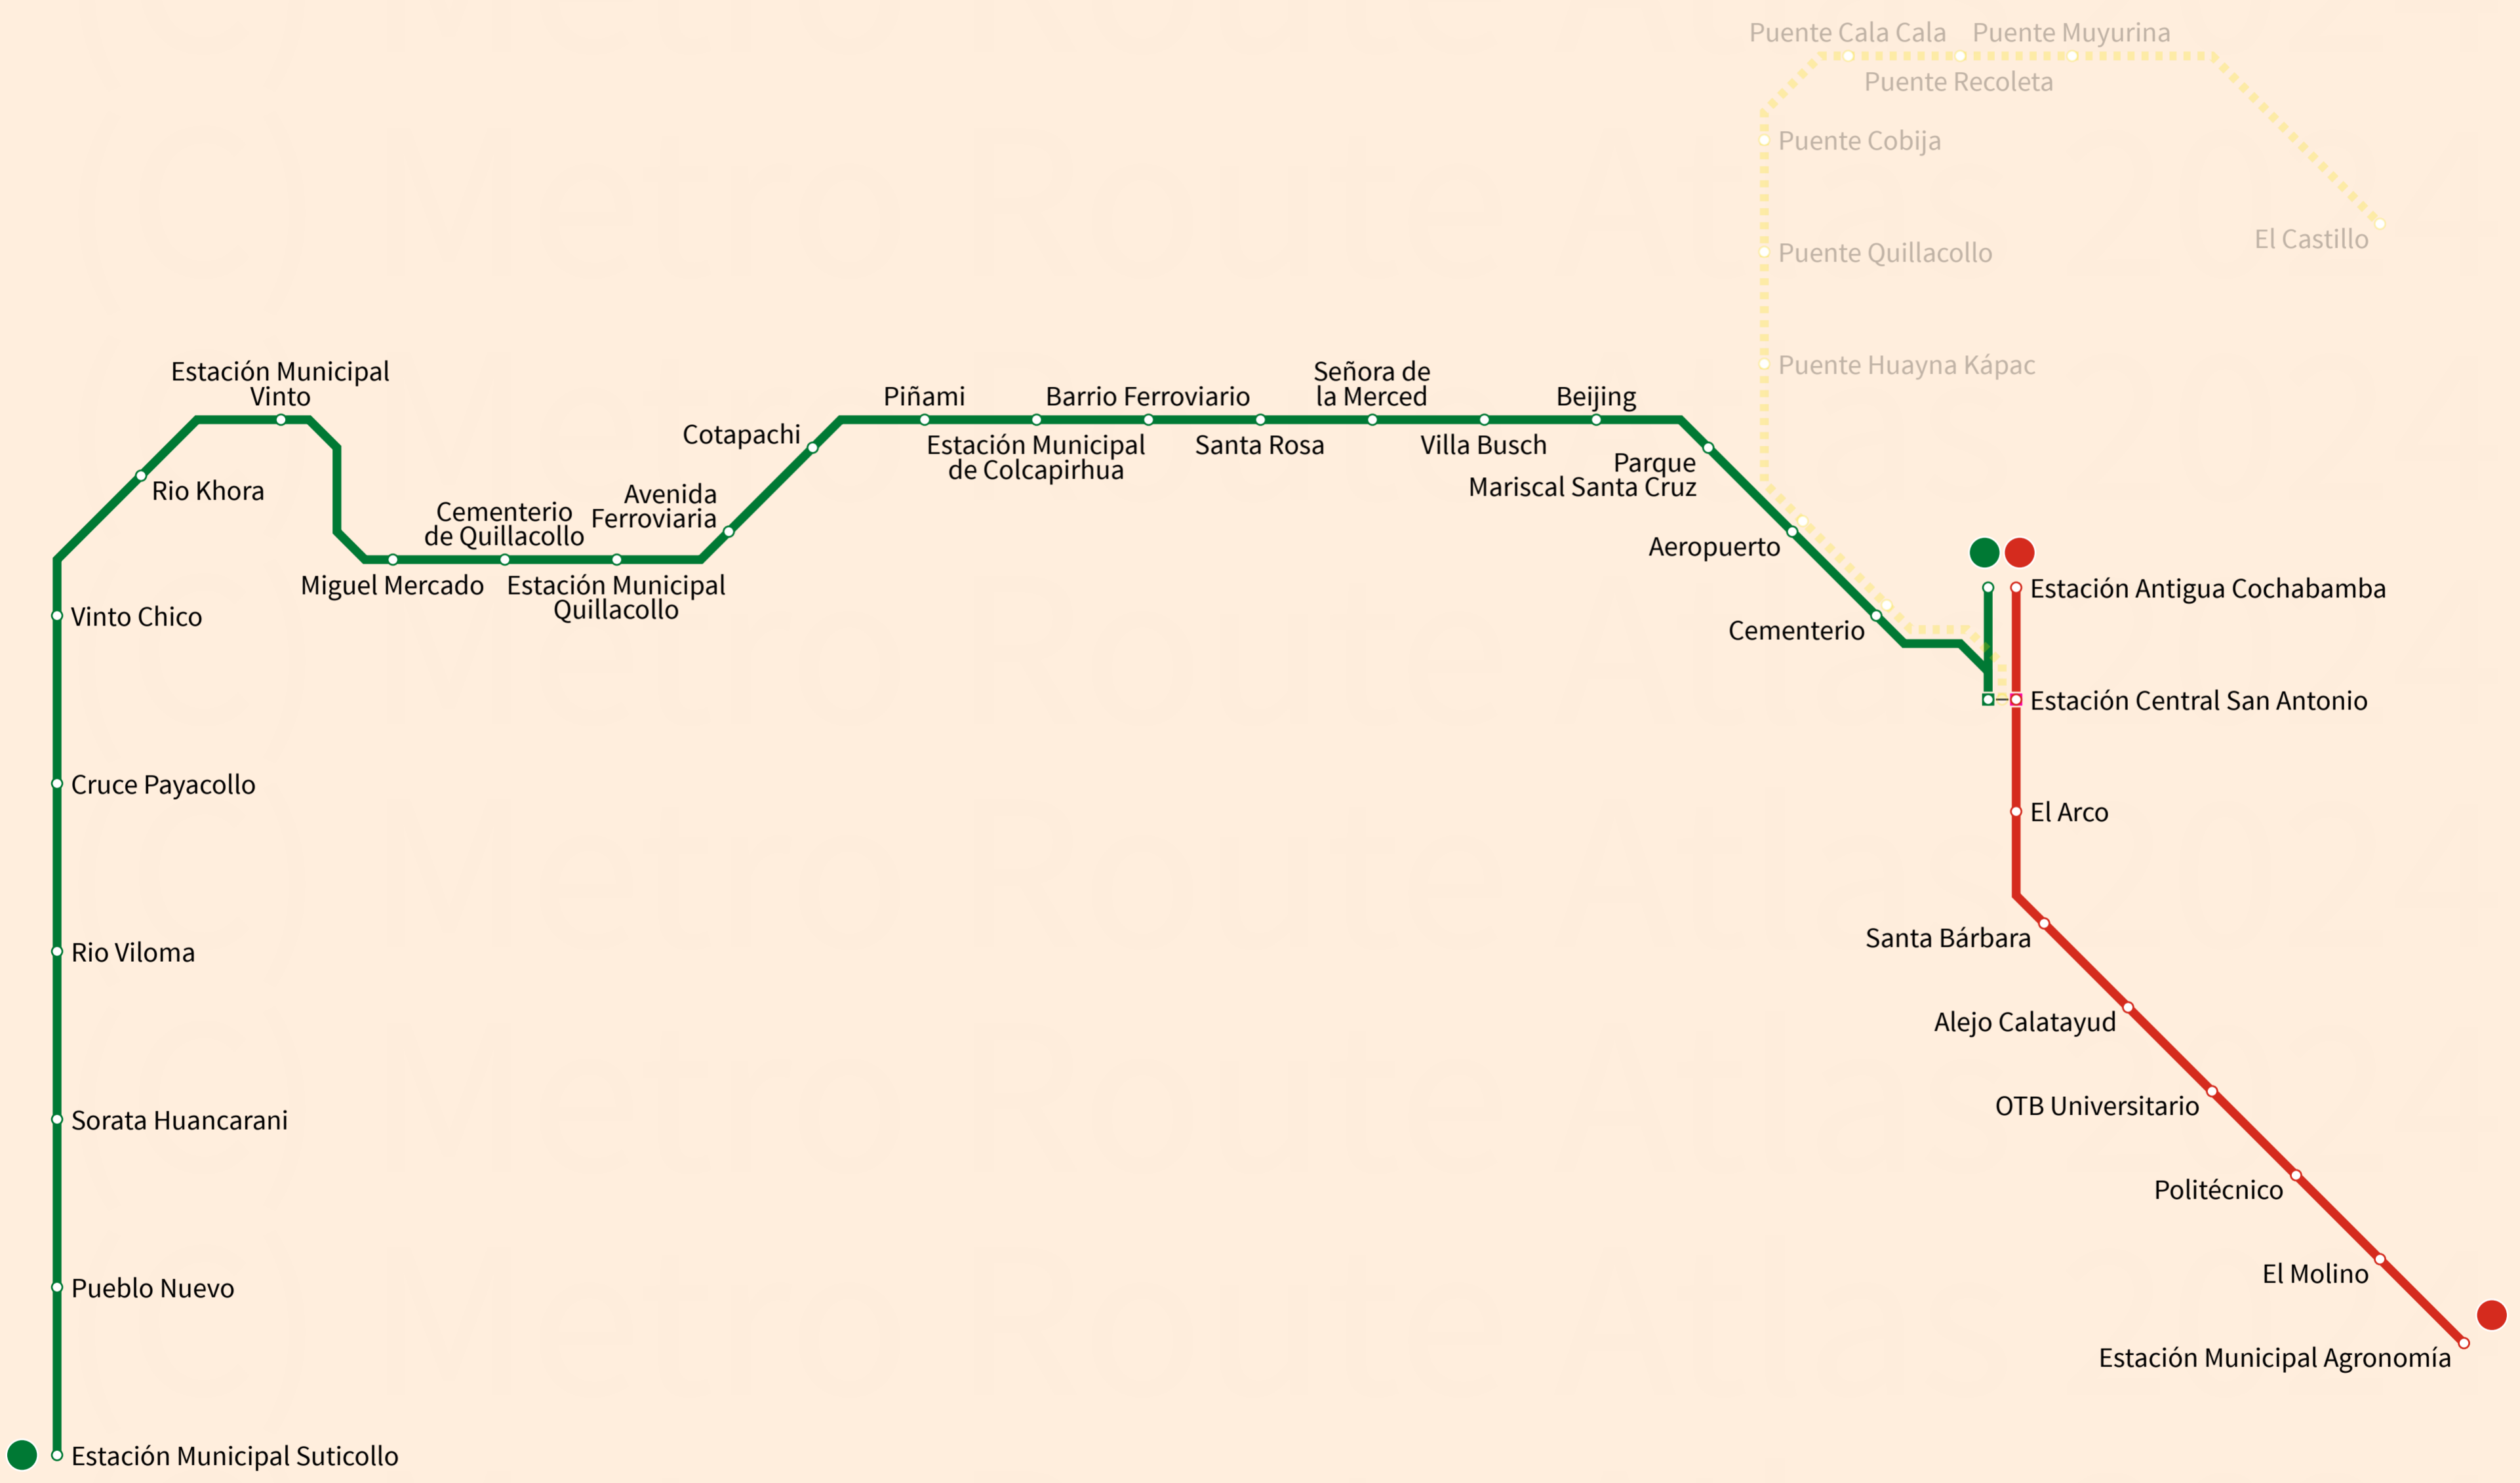 Puente Cala Cala
Puente Muyurina
Puente Recoleta
Puente Cobija
Puente Quillacollo
El Castillo
Puente Huayna Kápac
Estación Municipal
Vinto
Rio Khora
Vinto Chico
Cruce Payacollo
Rio Viloma
Sorata Huancarani
Pueblo Nuevo
Estación Municipal Suticollo
Miguel Mercado
Cementerio
de Quillacollo
Estación Municipal
Quillacollo
Avenida
Ferroviaria
Cotapachi
Piñami
Estación Municipal
de Colcapirhua
Barrio Ferroviario
Santa Rosa
Señora de
la Merced
Villa Busch
Beijing
Parque
Mariscal Santa Cruz
Aeropuerto
Cementerio
Estación Antigua Cochabamba
Estación Central San Antonio
El Arco
Santa Bárbara
Alejo Calatayud
OTB Universitario
Politécnico
El Molino
Estación Municipal Agronomía